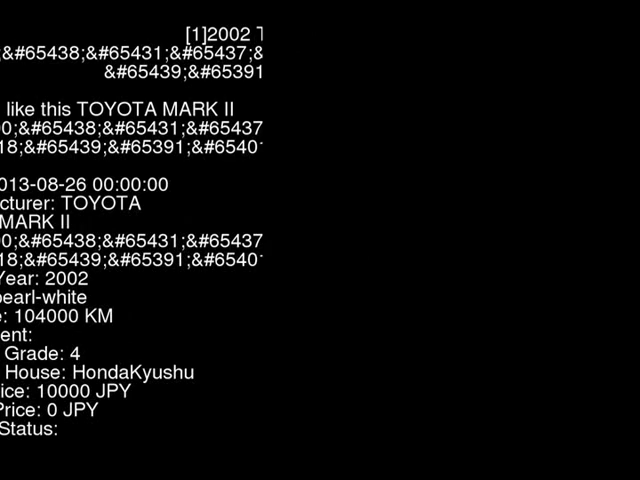 [1]2002 T
;&#65438;&#65431;&#65437;&
&#65439;&#65391
like this TOYOTA MARK II
0;&#65438;&#65431;&#65437
18;&#65439;&#65391;&#6540
013-08-26 00:00:00
cturer: TOYOTA
MARK II
0;&#65438;&#65431;&#65437
18;&#65439;&#65391;&#6540
Year: 2002
pearl-white
e: 104000 KM
ent:
Grade: 4
House: HondaKyushu
ice: 10000 JPY
Price: 0 JPY
Status: